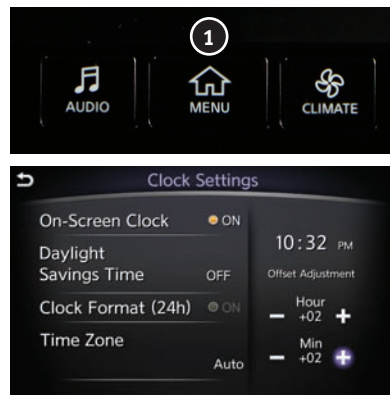 1
AUDIO
MENU
CLIMATE
Clock Settings
On-Screen Clock ON
Daylight
Savings Time OFF
Clock Format (24h) ON
Time Zone
Auto
10:32 PM
Offset Adjustment
Hour
− +02 +
Min
− +02 +